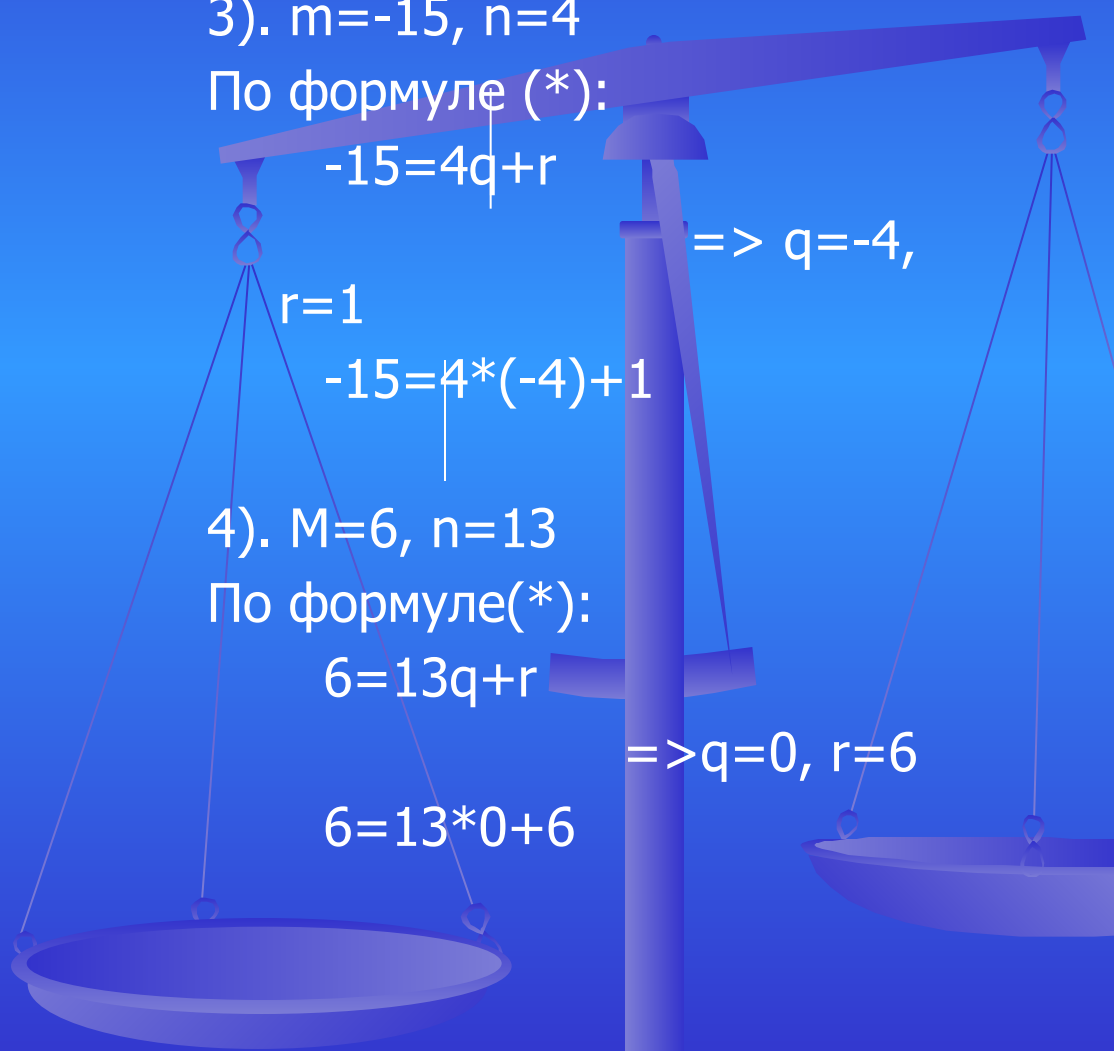 3). m=-15, n=4
По формуле (*):
-15=4q+r
=> q=-4,
r=1
-15=4*(-4)+1
4). M=6, n=13
По формуле(*):
6=13q+r
=>q=0, r=6
6=13*0+6